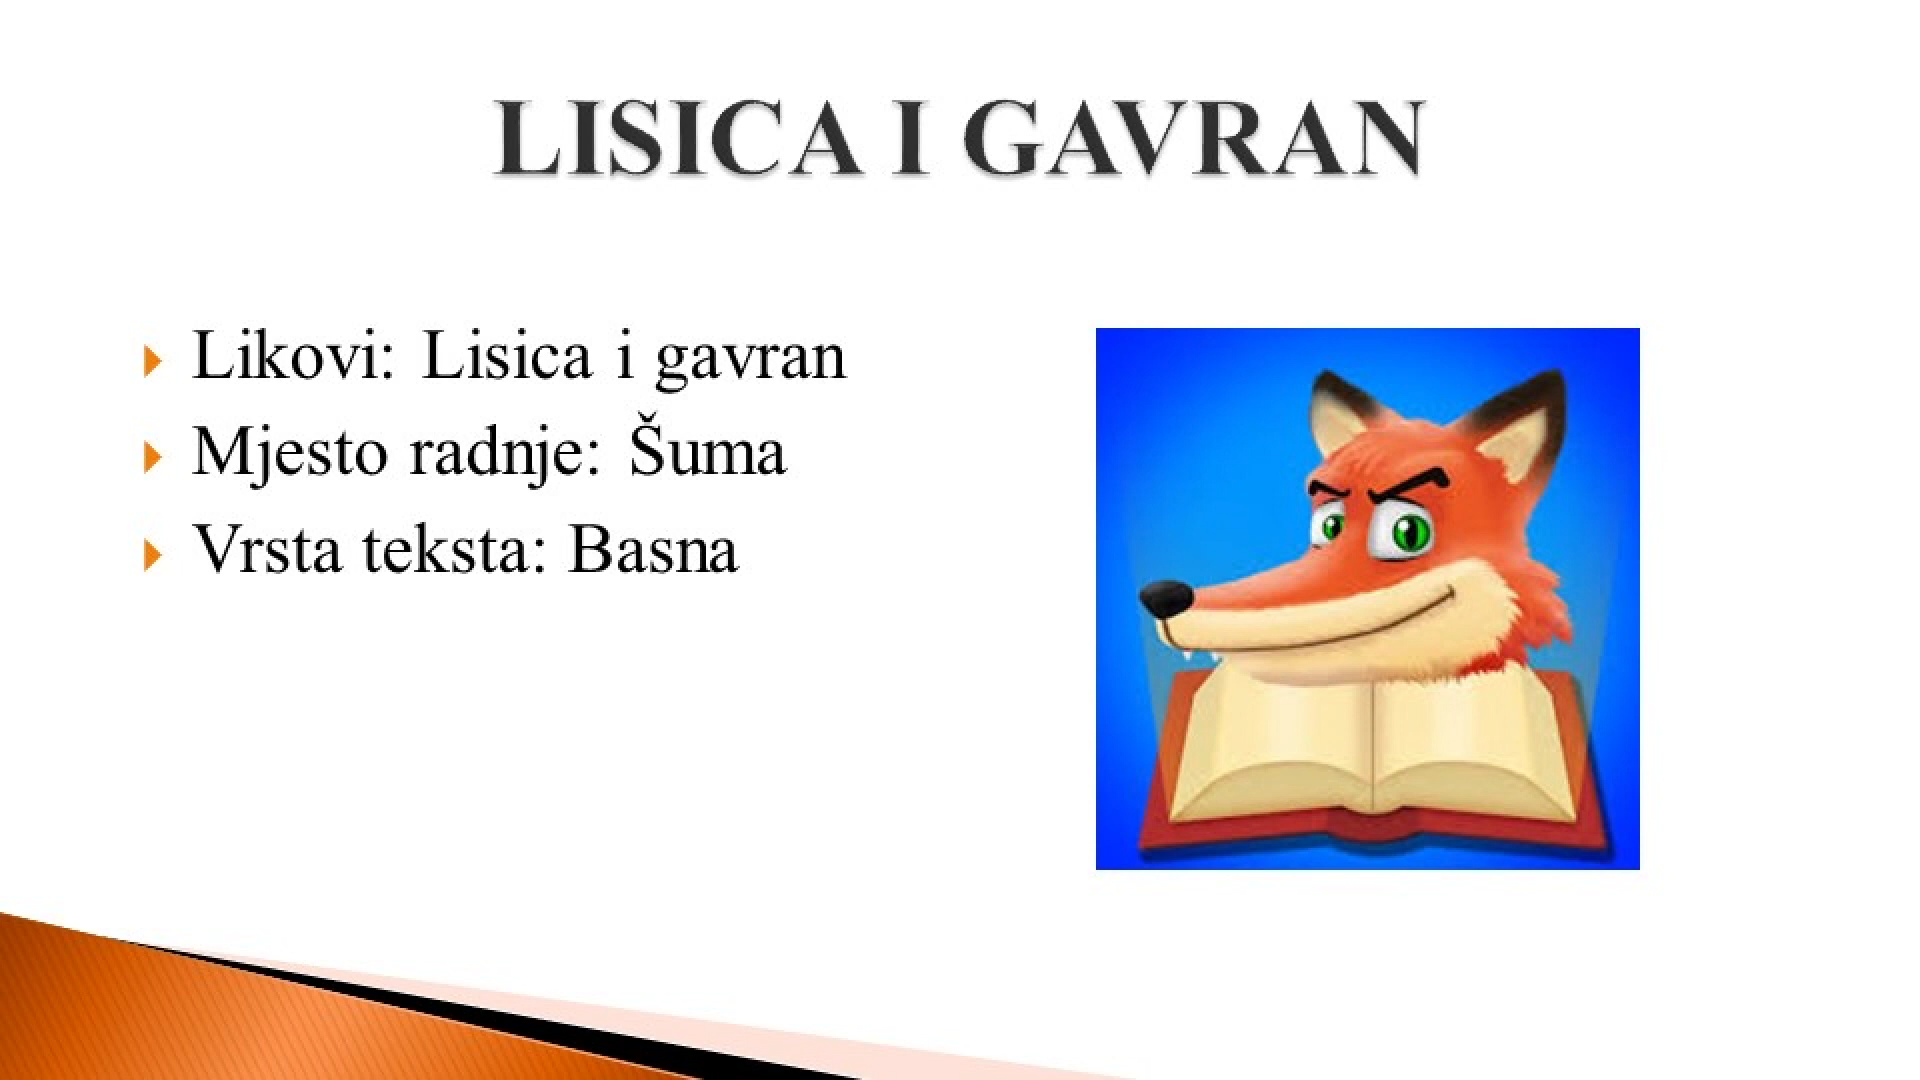 LISICA I GAVRAN
Likovi: Lisica i gavran
Mjesto radnje: Šuma
Vrsta teksta: Basna